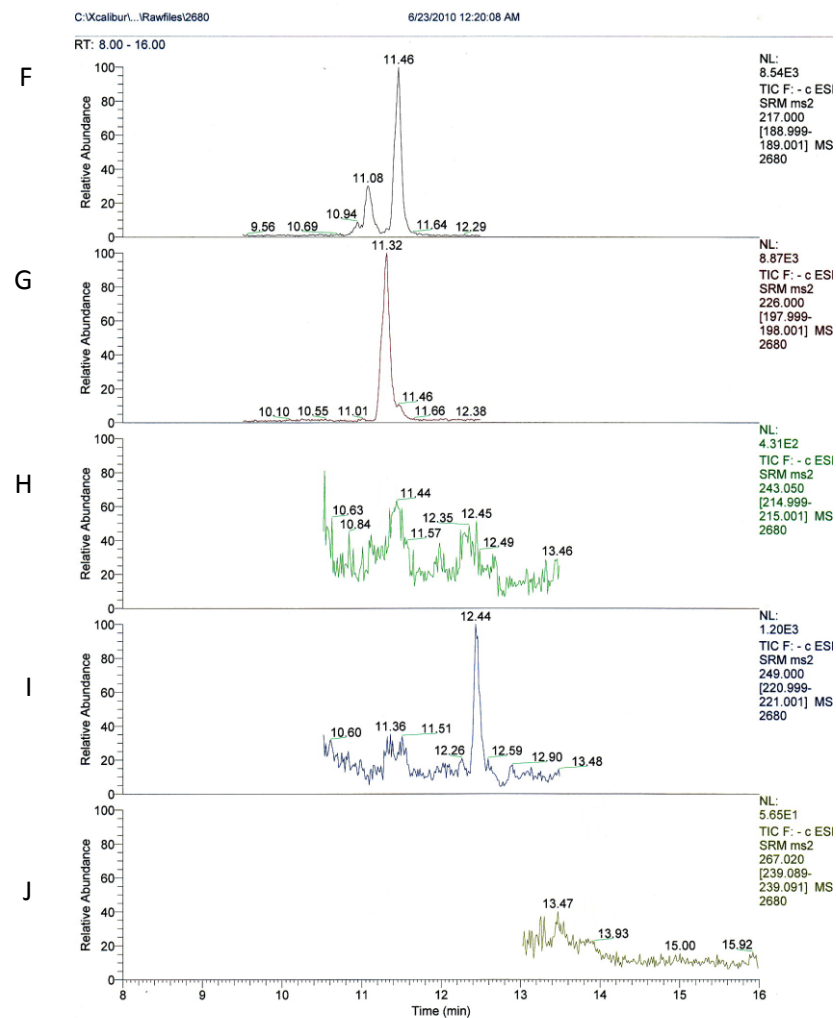 C:\Xcalibur\...\Rawfiles\2680 6/23/2010 12:20:08 AM
RT: 8.00 - 16.00
F
Relative Abundance
100
80
60
40
20
0
9.56
10.69
10.94
11.08
11.46
11.64
12.29
NL:
8.54E3
TIC F: - c ESI
SRM ms2
217.000
[188.999-
189.001] MS
2680
G
Relative Abundance
100
80
60
40
20
0
10.10
10.55
11.01
11.32
11.46
11.66
12.38
NL:
8.87E3
TIC F: - c ESI
SRM ms2
226.000
[197.999-
198.001] MS
2680
H
Relative Abundance
100
80
60
40
20
0
10.63
10.84
11.44
11.57
12.35
12.45
12.49
13.46
NL:
4.31E2
TIC F: - c ESI
SRM ms2
243.050
[214.999-
215.001] MS
2680
I
Relative Abundance
100
80
60
40
20
0
10.60
11.36
11.51
12.26
12.44
12.59
12.90
13.48
NL:
1.20E3
TIC F: - c ESI
SRM ms2
249.000
[220.999-
221.001] MS
2680
J
Relative Abundance
100
80
60
40
20
0
13.47
13.93
15.00
15.92
NL:
5.65E1
TIC F: - c ESI
SRM ms2
267.020
[239.089-
239.091] MS
2680
8 9 10 11 12 13 14 15 16
Time (min)